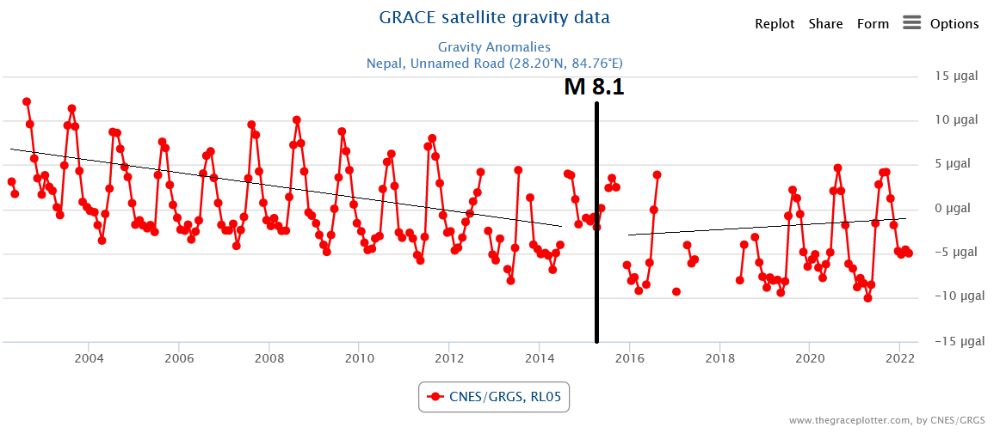 GRACE satellite gravity data
Replot Share Form Options
Gravity Anomalies
Nepal, Unnamed Road (28.20°N, 84.76°E)
M 8.1
15 µgal
10 µgal
5 µgal
0 µgal
−5 µgal
−10 µgal
−15 µgal
2004 2006 2008 2010 2012 2014 2016 2018 2020 2022
CNES/GRGS, RL05
www.thegraceplotter.com, by CNES/GRGS